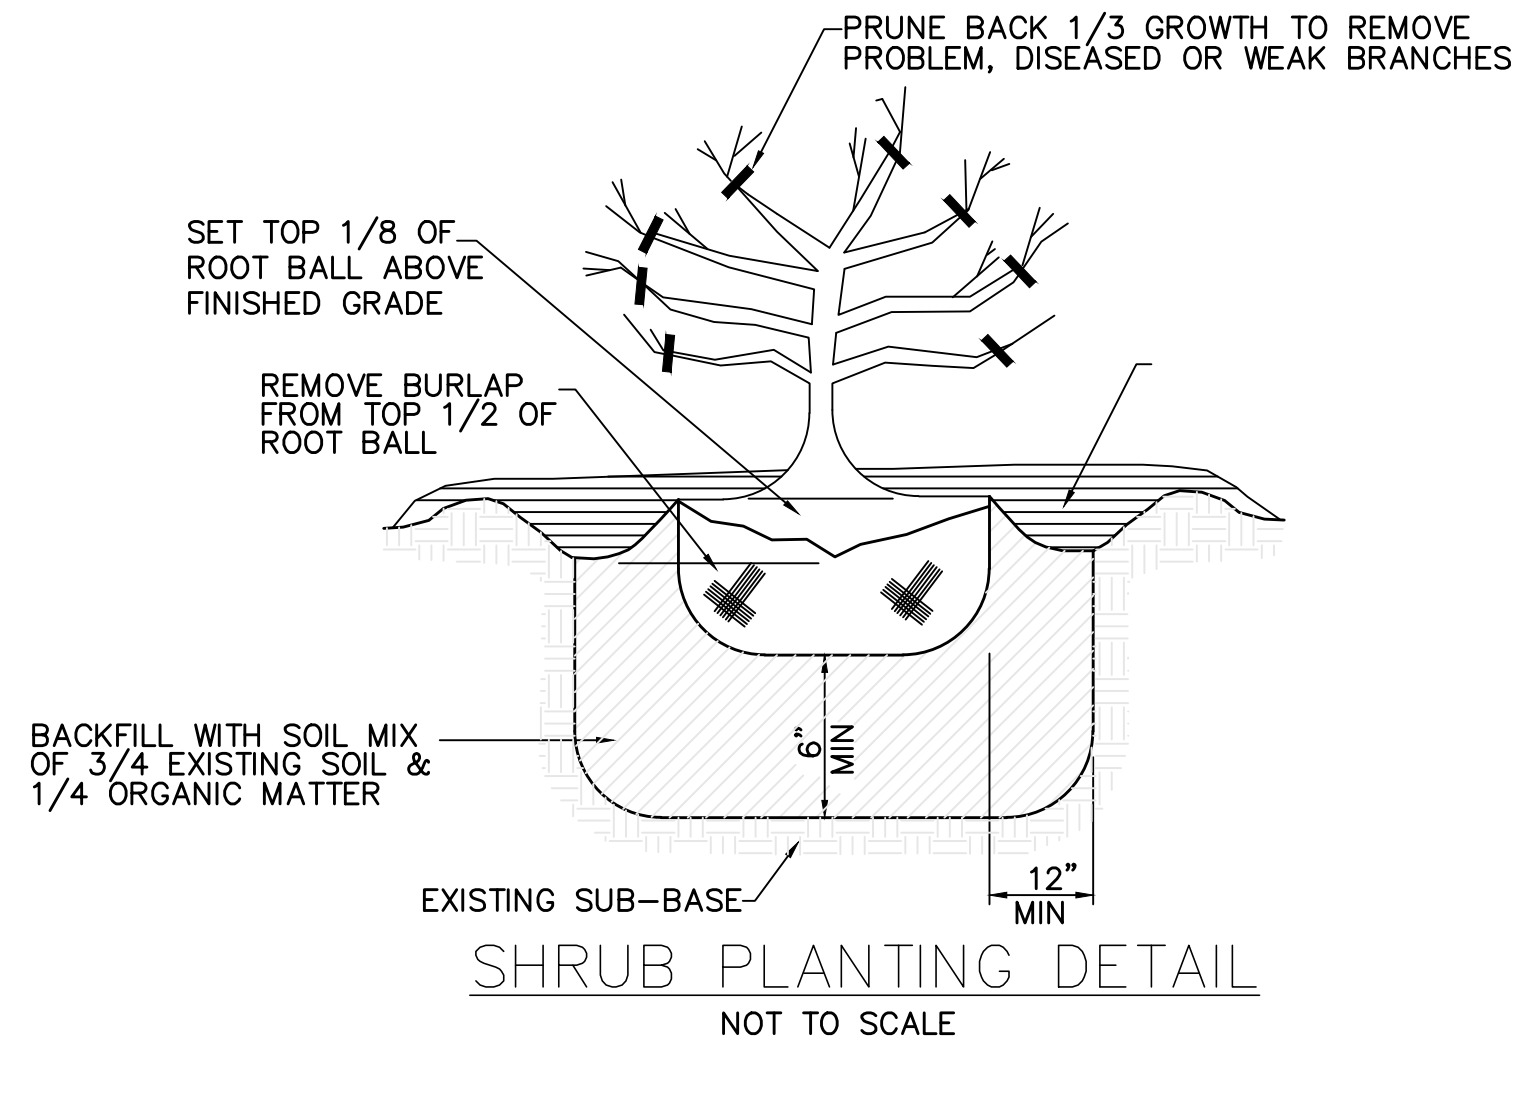 PRUNE BACK 1/3 GROWTH TO REMOVE
PROBLEM, DISEASED OR WEAK BRANCHES
SET TOP 1/8 OF
ROOT BALL ABOVE
FINISHED GRADE
REMOVE BURLAP
FROM TOP 1/2 OF
ROOT BALL
BACKFILL WITH SOIL MIX
OF 3/4 EXISTING SOIL &
1/4 ORGANIC MATTER
6”
MIN
EXISTING SUB-BASE
12”
MIN
SHRUB PLANTING DETAIL
NOT TO SCALE